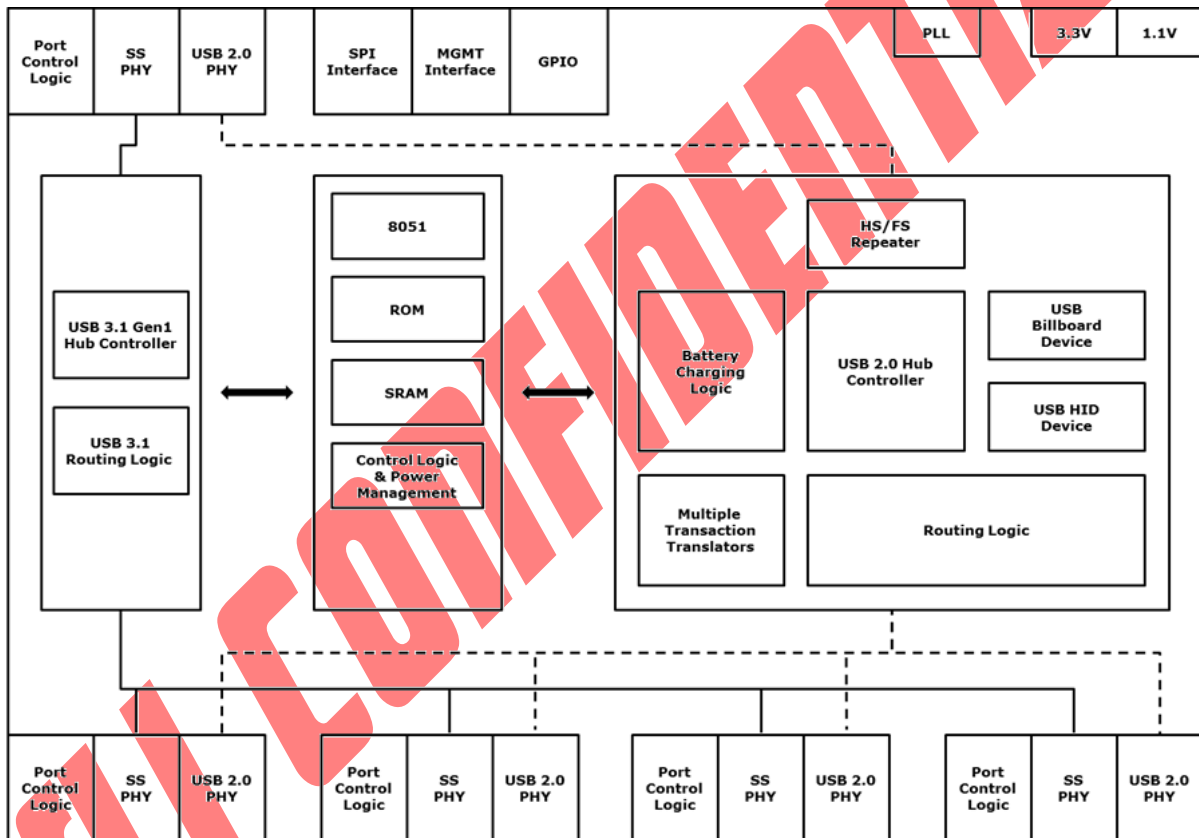 Port
Control
Logic
SS
PHY
USB 2.0
PHY
SPI
Interface
MGMT
Interface
GPIO
PLL
3.3V
1.1V
USB 3.1 Gen1
Hub Controller
USB 3.1
Routing Logic
8051
ROM
SRAM
Control Logic
& Power
Management
HS/FS
Repeater
Battery
Charging
Logic
USB 2.0 Hub
Controller
USB
Billboard
Device
USB HID
Device
Multiple
Transaction
Translators
Routing Logic
Port
Control
Logic
SS
PHY
USB 2.0
PHY
Port
Control
Logic
SS
PHY
USB 2.0
PHY
Port
Control
Logic
SS
PHY
USB 2.0
PHY
Port
Control
Logic
SS
PHY
USB 2.0
PHY